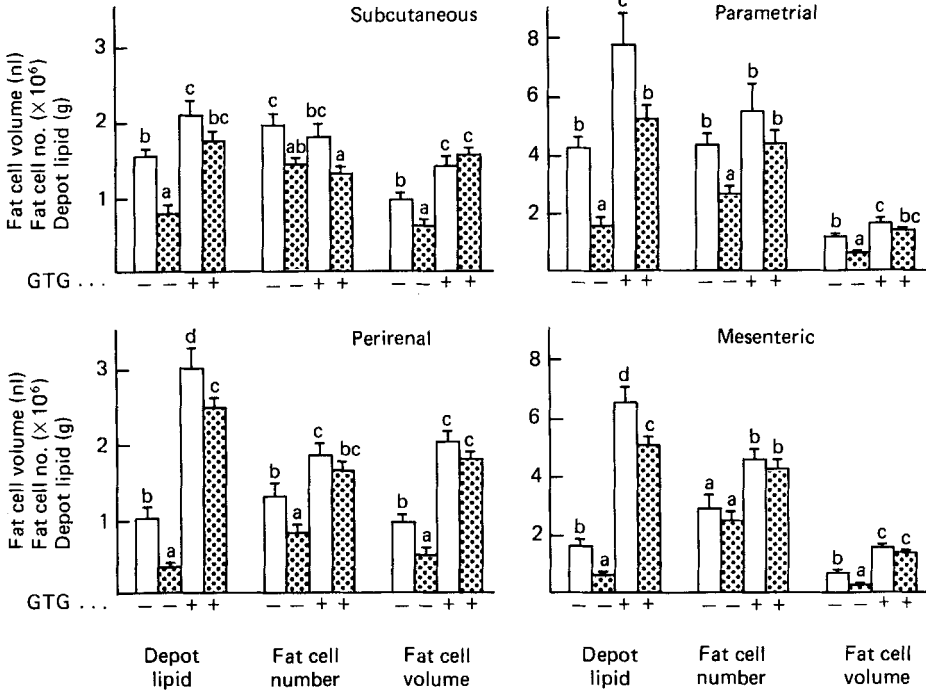 Subcutaneous
Fat cell volume (nl)
Fat cell no. (× 10⁶)
Depot lipid (g)
3
2
1
b a c bc
c ab bc a
b a c c
GTG ... − − + + − − + + − − + +
Parametrial
8
6
4
2
b a c b
b a b b
b a c bc
− − + + − − + + − − + +
Perirenal
Fat cell volume (nl)
Fat cell no. (× 10⁶)
Depot lipid (g)
3
2
1
b a d c
b a c bc
b a c c
GTG ... − − + + − − + + − − + +
Depot lipid
Fat cell number
Fat cell volume
Mesenteric
8
6
4
2
b a d c
a a b b
b a c c
− − + + − − + + − − + +
Depot lipid
Fat cell number
Fat cell volume